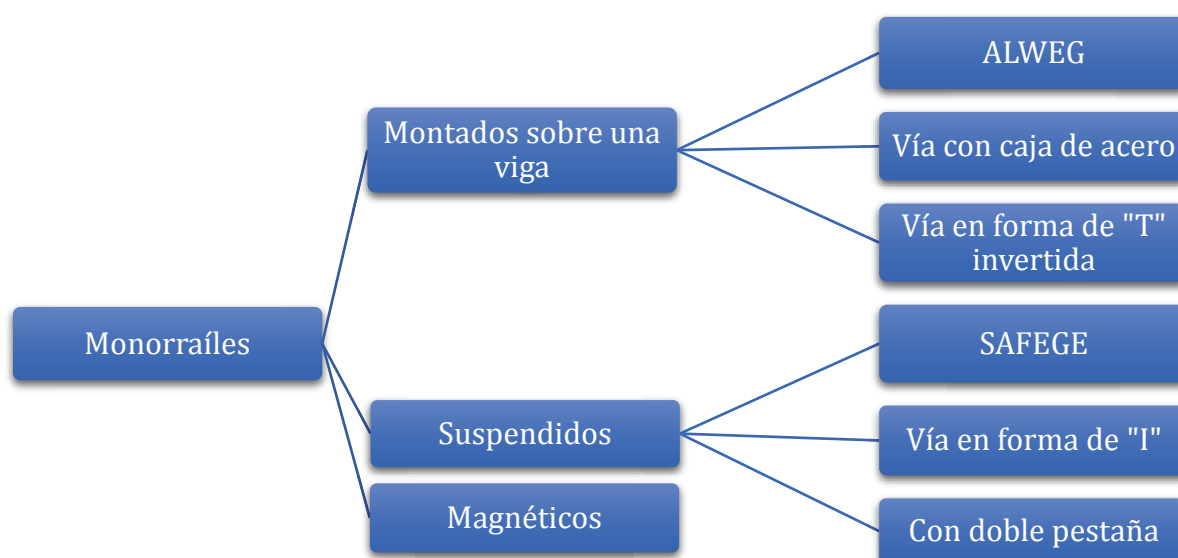 Monorraíles
Montados sobre una
viga
ALWEG
Vía con caja de acero
Vía en forma de "T"
invertida
Suspendidos
SAFEGE
Vía en forma de "I"
Con doble pestaña
Magnéticos